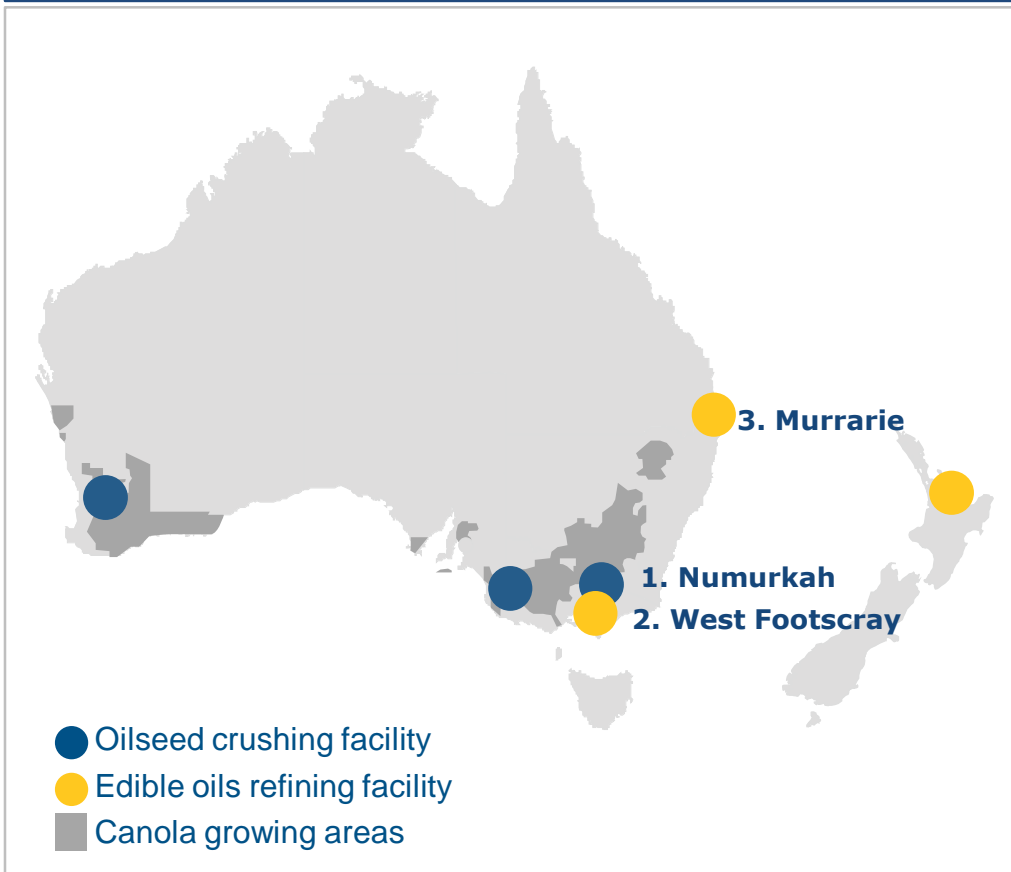 3. Murrarie
1. Numurkah
2. West Footscray
Oilseed crushing facility
Edible oils refining facility
Canola growing areas